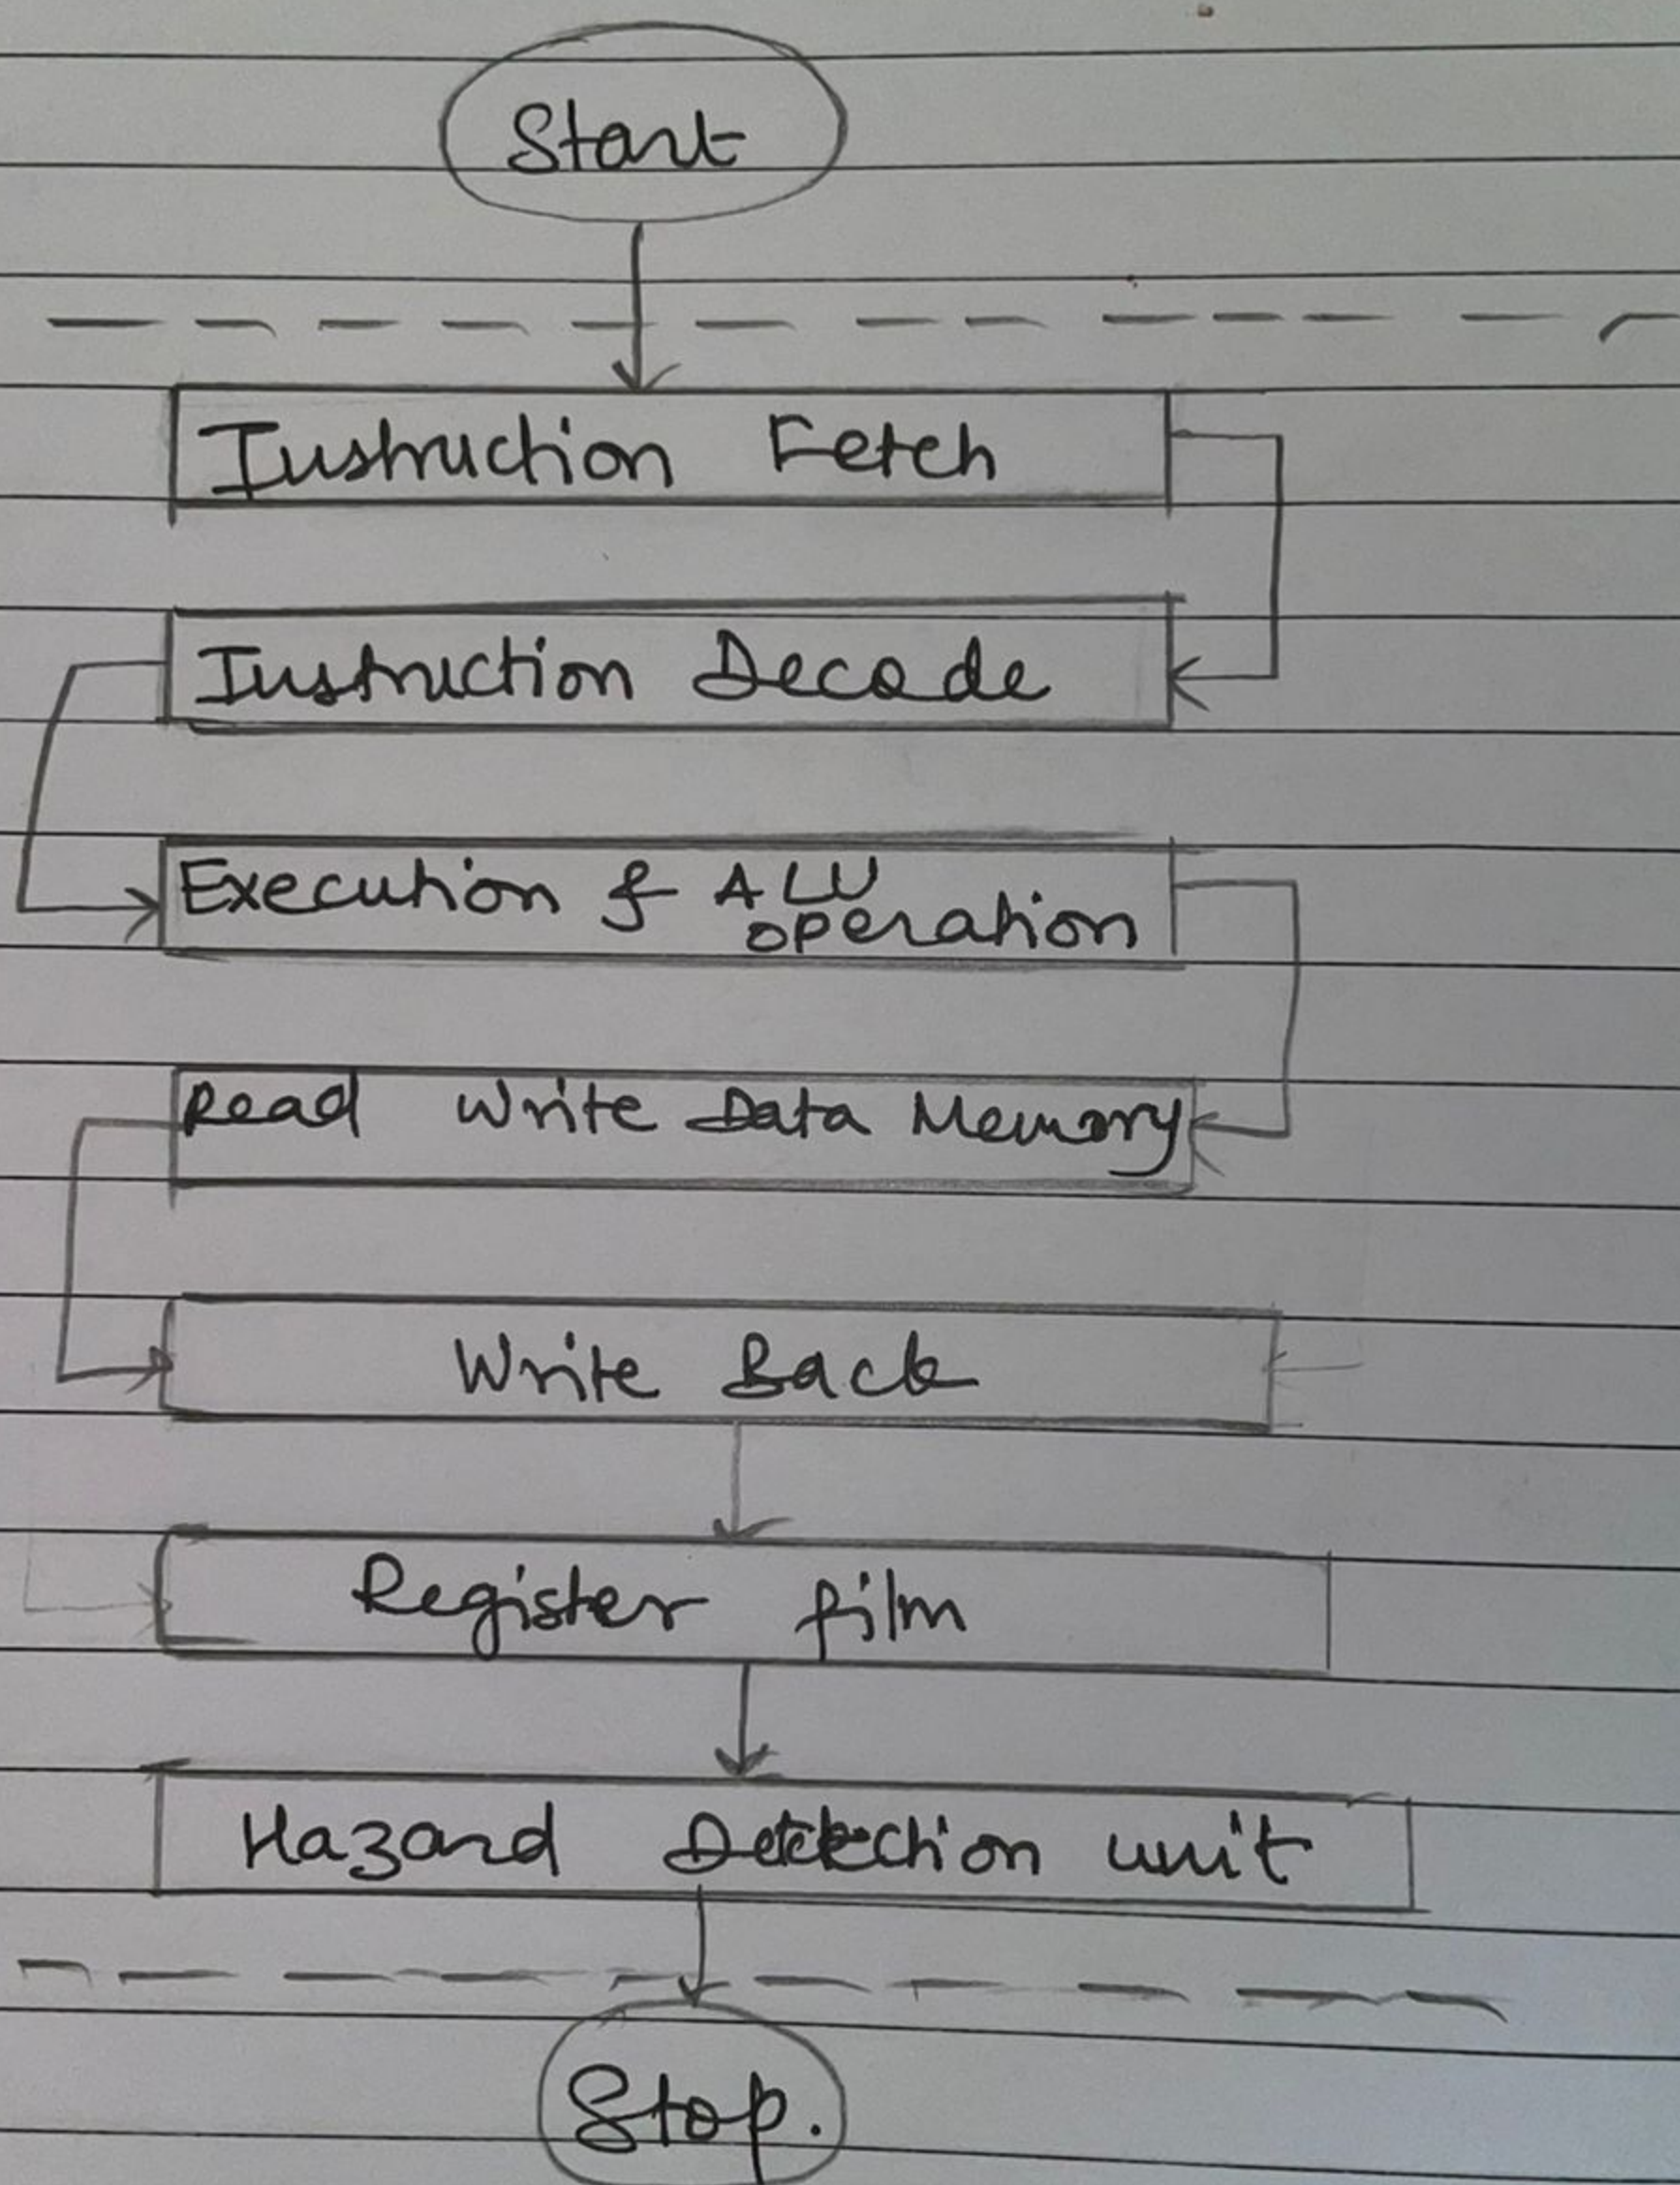 Start
Instruction Fetch
Instruction Decode
Execution & ALU
operation
Read Write Data Memory
Write Back
Register film
Hazard Detection unit
Stop.